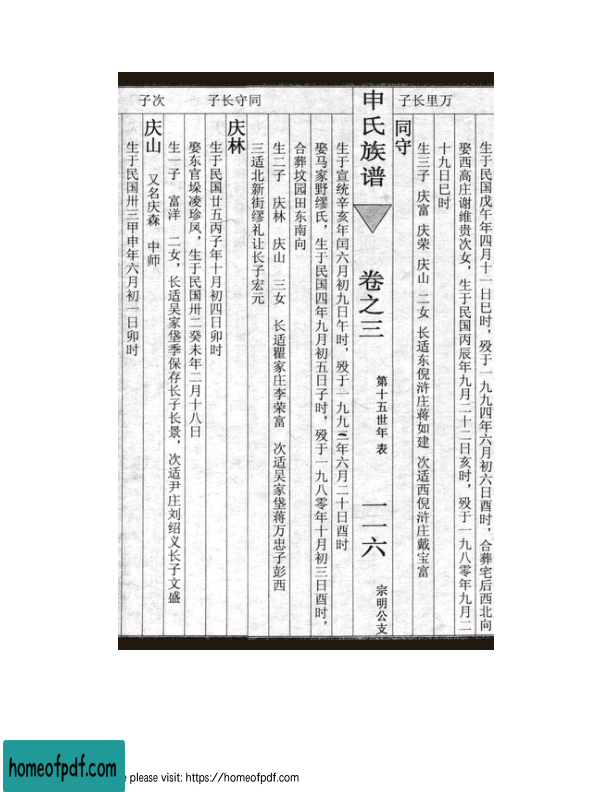 万里长子
生于民国戊午年四月十一日巳时，殁于一九九四年六月初六日酉时，合葬宅后西北向
娶西高庄谢维贵次女，生于民国丙辰年九月二十二日亥时，殁于一九八零年九月二
十九日巳时
生三子 庆富 庆荣 庆山 二女 长适东倪浒庄蒋如建 次适西倪浒庄戴宝富
同守
申氏族谱 卷之三 第十五世年表 一一六 宗明公支
生于宣统辛亥年闰六月初九日午时，殁于一九九三年六月二十日酉时
娶马家野缪氏，生于民国四年九月初五日子时，殁于一九八零年十月初三日酉时，
合葬坟园田东南向
生二子 庆林 庆山 三女 长适瞿家庄李荣富 次适吴家垡蒋万忠子彭西
三适北新街缪礼让长子宏元
同守长子
庆林
生于民国廿五丙子年十月初四日卯时
娶东官垛凌珍凤，生于民国卅二癸未年二月十八日
生一子 富洋 二女，长适吴家垡季保存长子长景，次适尹庄刘绍义长子文盛
次子
庆山 又名庆森 中师
生于民国卅三甲申年六月初一日卯时
homeofpdf.com
e please visit: https://homeofpdf.com